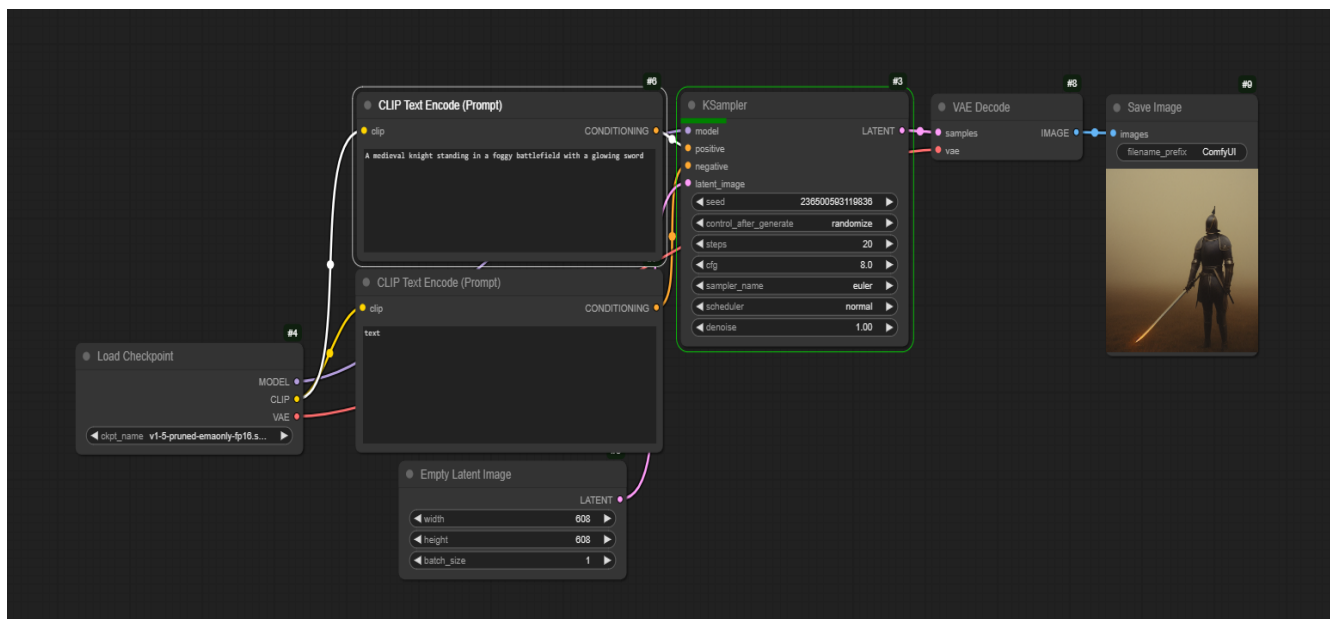 #6
CLIP Text Encode (Prompt)
clip CONDITIONING
A medieval knight standing in a foggy battlefield with a glowing sword
CLIP Text Encode (Prompt)
clip CONDITIONING
text
#4
Load Checkpoint
MODEL
CLIP
VAE
ckpt_name v1-5-pruned-emaonly-fp16.s...
Empty Latent Image
LATENT
width 608
height 608
batch_size 1
#3
KSampler
model LATENT
positive
negative
latent_image
seed 236500593119836
control_after_generate randomize
steps 20
cfg 8.0
sampler_name euler
scheduler normal
denoise 1.00
#8
VAE Decode
samples IMAGE
vae
#9
Save Image
images
filename_prefix ComfyUI